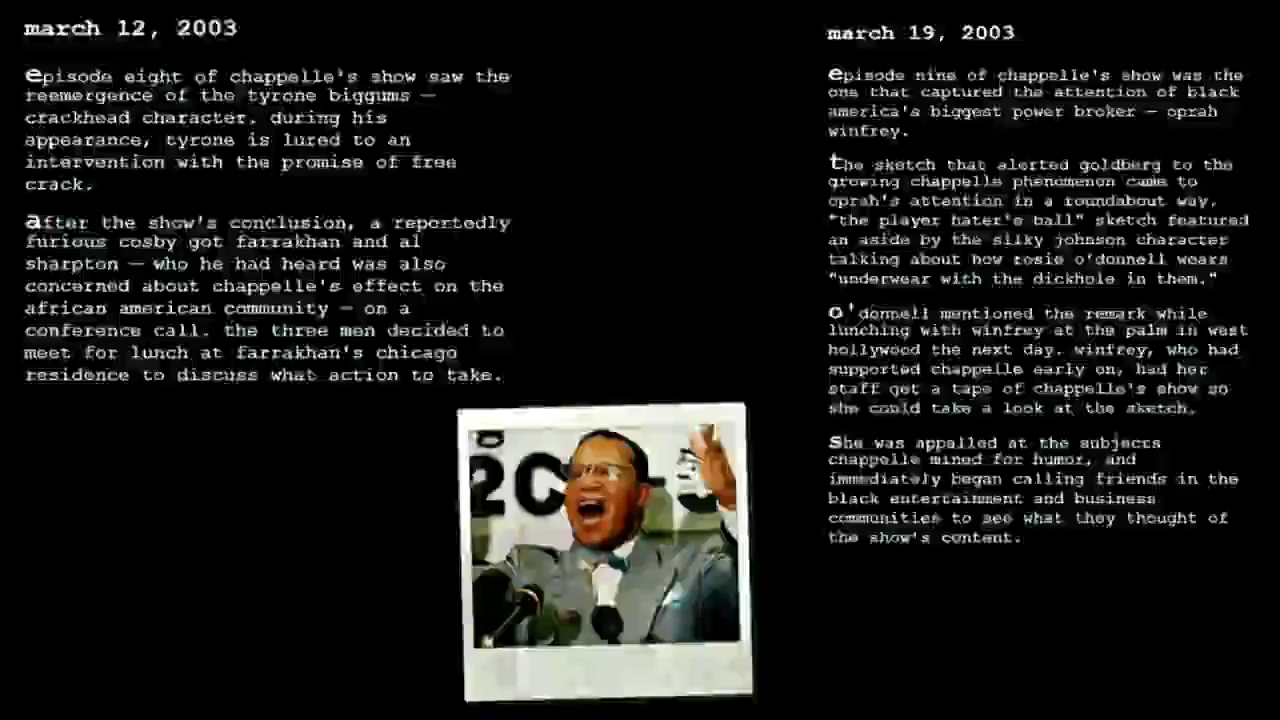 march 12, 2003
episode eight of chappelle's show saw the
reemergence of the tyrone biggums —
crackhead character. during his
appearance, tyrone is lured to an
intervention with the promise of free
crack.
after the show's conclusion, a reportedly
furious cosby got farrakhan and al
sharpton — who he had heard was also
concerned about chappelle's effect on the
african american community — on a
conference call. the three men decided to
meet for lunch at farrakhan's chicago
residence to discuss what action to take.
march 19, 2003
episode nine of chappelle's show was the
one that captured the attention of black
america's biggest power broker — oprah
winfrey.
the sketch that alerted goldberg to the
growing chappelle phenomenon came to
oprah's attention in a roundabout way.
"the player hater's ball" sketch featured
an aside by the silky johnson character
talking about how rosie o'donnell wears
"underwear with the dickhole in them."
o'donnell mentioned the remark while
lunching with winfrey at the palm in west
hollywood the next day. winfrey, who had
supported chappelle early on, had her
staff get a tape of chappelle's show so
she could take a look at the sketch.
she was appalled at the subjects
chappelle mined for humor, and
immediately began calling friends in the
black entertainment and business
communities to see what they thought of
the show's content.